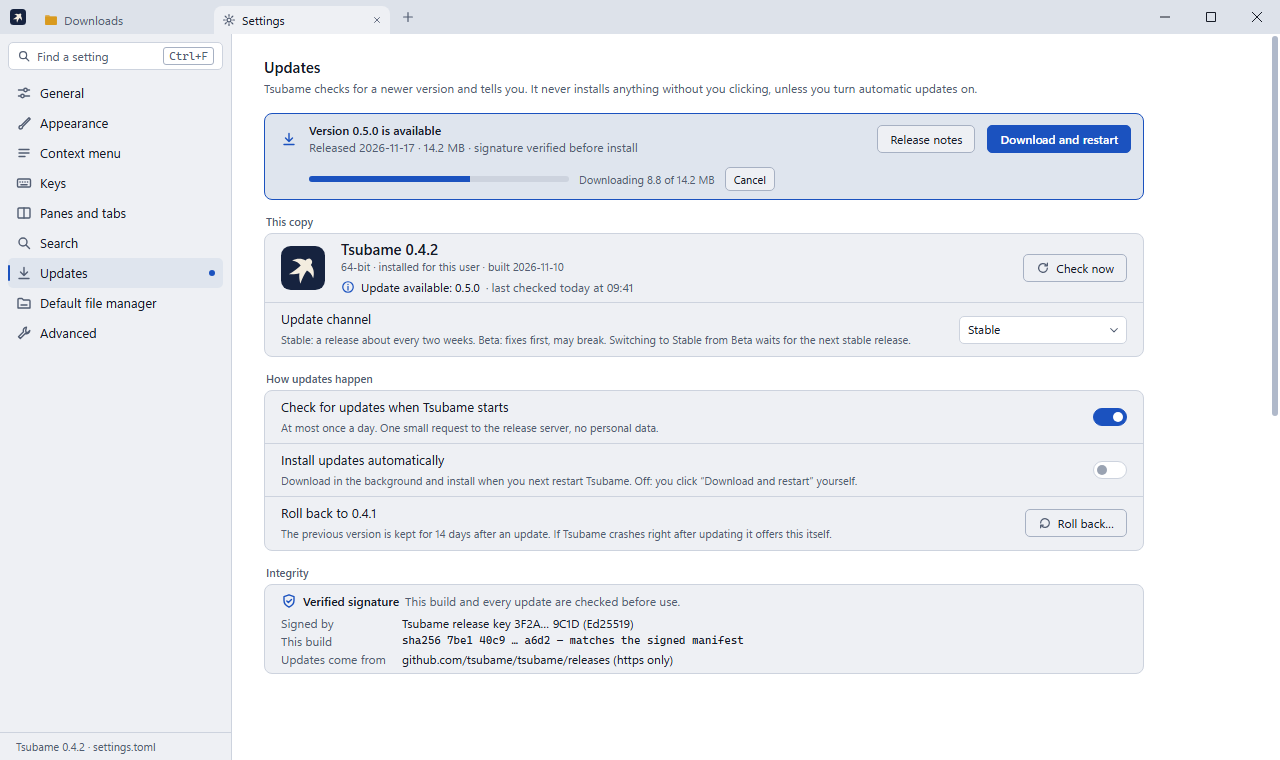 Downloads
Settings
Find a setting
Ctrl+F
General
Appearance
Context menu
Keys
Panes and tabs
Search
Updates
Default file manager
Advanced
Tsubame 0.4.2 · settings.toml
Updates
Tsubame checks for a newer version and tells you. It never installs anything without you clicking, unless you turn automatic updates on.
Version 0.5.0 is available
Released 2026-11-17 · 14.2 MB · signature verified before install
Release notes
Download and restart
Downloading 8.8 of 14.2 MB
Cancel
This copy
Tsubame 0.4.2
64-bit · installed for this user · built 2026-11-10
Update available: 0.5.0 · last checked today at 09:41
Check now
Update channel
Stable: a release about every two weeks. Beta: fixes first, may break. Switching to Stable from Beta waits for the next stable release.
Stable
How updates happen
Check for updates when Tsubame starts
At most once a day. One small request to the release server, no personal data.
Install updates automatically
Download in the background and install when you next restart Tsubame. Off: you click “Download and restart” yourself.
Roll back to 0.4.1
The previous version is kept for 14 days after an update. If Tsubame crashes right after updating it offers this itself.
Roll back...
Integrity
Verified signature This build and every update are checked before use.
Signed by Tsubame release key 3F2A… 9C1D (Ed25519)
This build sha256 7be1 40c9 … a6d2 — matches the signed manifest
Updates come from github.com/tsubame/tsubame/releases (https only)